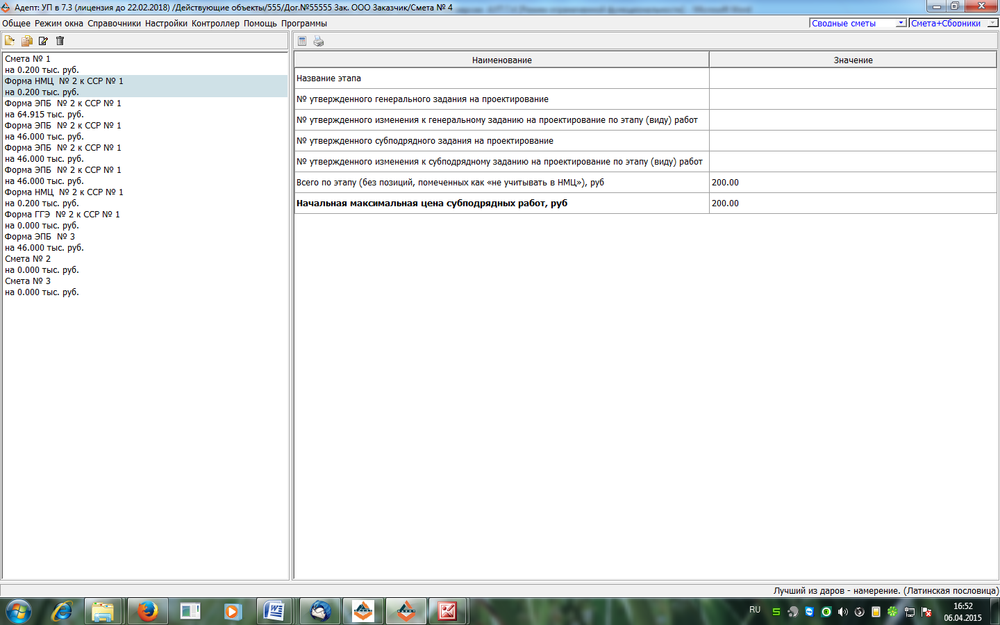 Адепт: УП в 7.3 (лицензия до 22.02.2018) /Действующие объекты/555/Дог.№55555 Зак. ООО Заказчик/Смета № 4
Общее Режим окна Справочники Настройки Контроллер Помощь Программы
Сводные сметы
Смета+Сборники
Смета № 1
на 0.200 тыс. руб.
Форма НМЦ № 2 к ССР № 1
на 0.200 тыс. руб.
Форма ЭПБ № 2 к ССР № 1
на 64.915 тыс. руб.
Форма ЭПБ № 2 к ССР № 1
на 46.000 тыс. руб.
Форма ЭПБ № 2 к ССР № 1
на 46.000 тыс. руб.
Форма ЭПБ № 2 к ССР № 1
на 46.000 тыс. руб.
Форма НМЦ № 2 к ССР № 1
на 0.200 тыс. руб.
Форма ГГЭ № 2 к ССР № 1
на 0.000 тыс. руб.
Форма ЭПБ № 3
на 46.000 тыс. руб.
Смета № 2
на 0.000 тыс. руб.
Смета № 3
на 0.000 тыс. руб.
Наименование Значение
Название этапа
№ утвержденного генерального задания на проектирование
№ утвержденного изменения к генеральному заданию на проектирование по этапу (виду) работ
№ утвержденного субподрядного задания на проектирование
№ утвержденного изменения к субподрядному заданию на проектирование по этапу (виду) работ
Всего по этапу (без позиций, помеченных как «не учитывать в НМЦ»), руб 200.00
Начальная максимальная цена субподрядных работ, руб 200.00
Лучший из даров - намерение. (Латинская пословица)
RU
16:52
06.04.2015